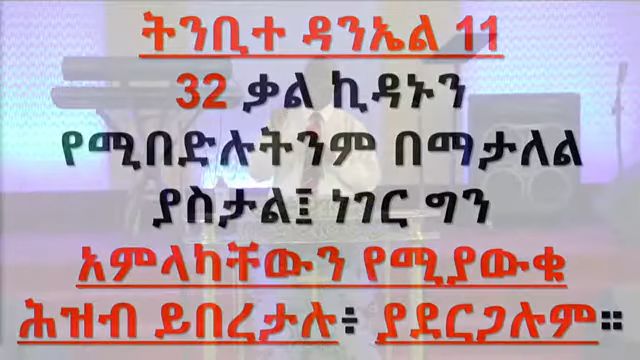 ትንቢተ ዳንኤል 11
32 ቃል ኪዳኑን
የሚበድሉትንም በማታለል
ያስታል፤ ነገር ግን
አምላካቸውን የሚያውቁ
ሕዝብ ይበረታሉ፥ ያደርጋሉም።